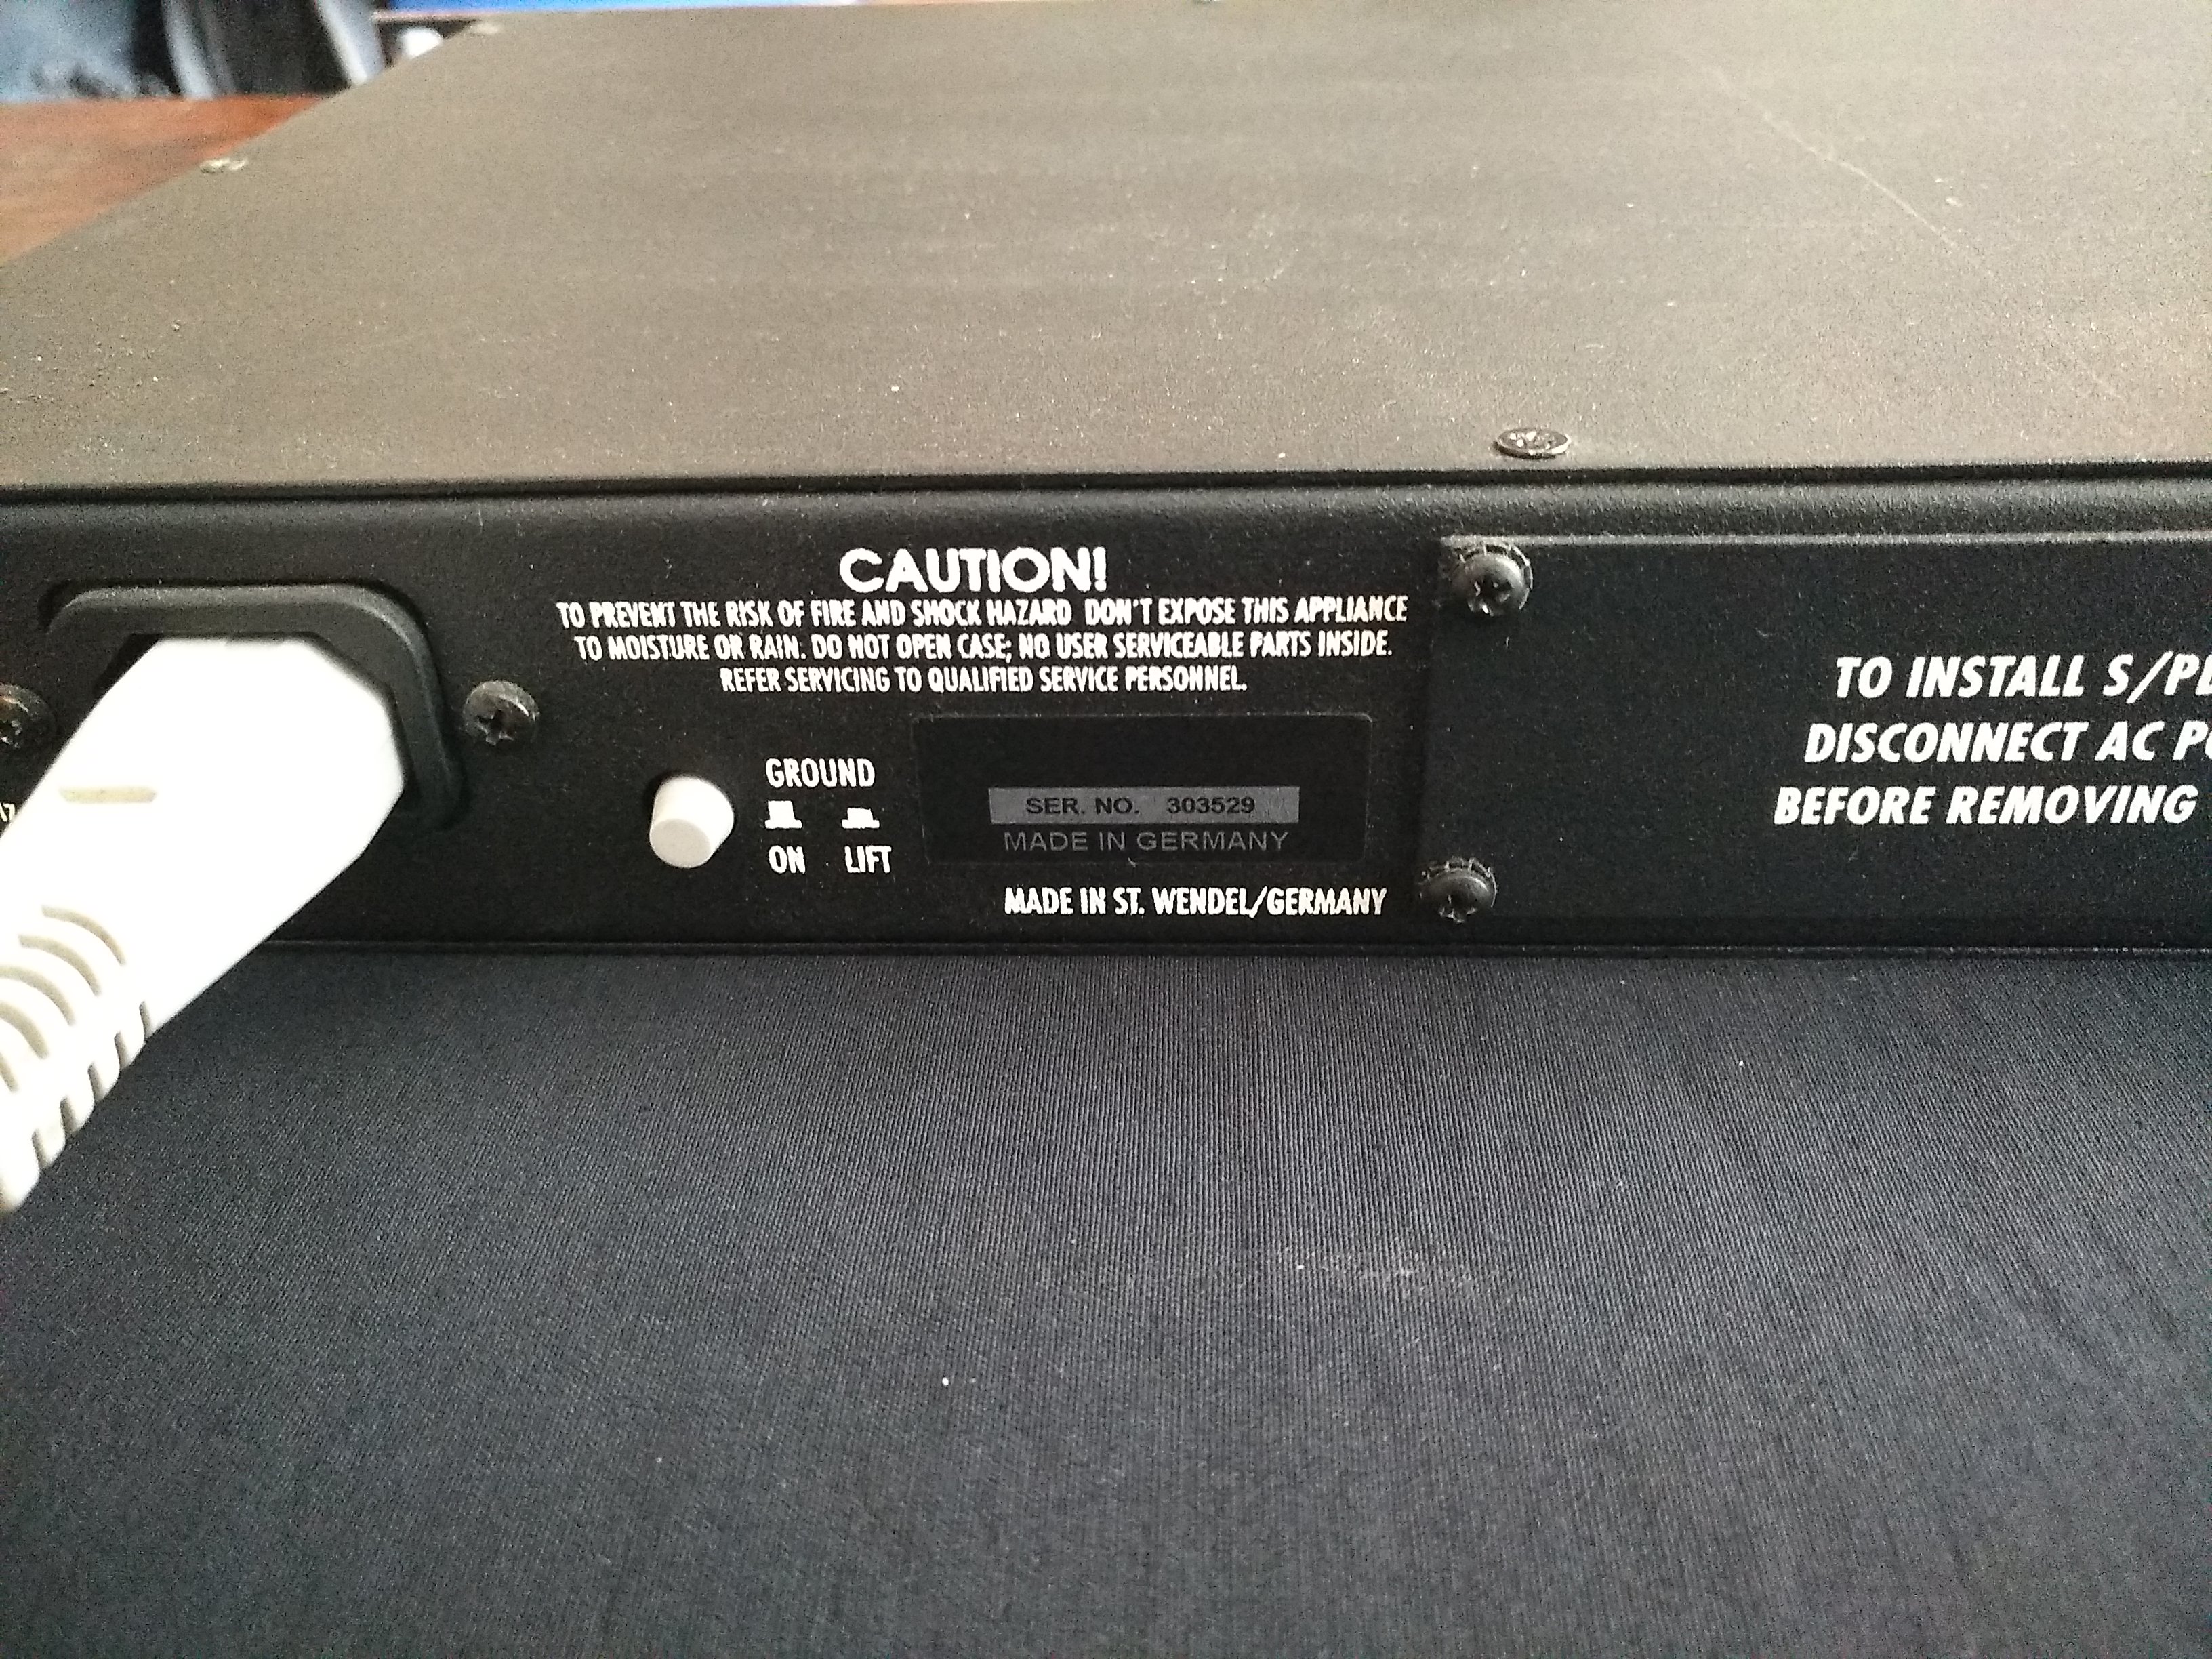 CAUTION!
TO PREVENT THE RISK OF FIRE AND SHOCK HAZARD DON'T EXPOSE THIS APPLIANCE
TO MOISTURE OR RAIN. DO NOT OPEN CASE; NO USER SERVICEABLE PARTS INSIDE.
REFER SERVICING TO QUALIFIED SERVICE PERSONNEL.
GROUND
ON LIFT
SER. NO. 303529
MADE IN GERMANY
MADE IN ST. WENDEL/GERMANY
TO INSTALL
DISCONNECT AC
BEFORE REMOVING